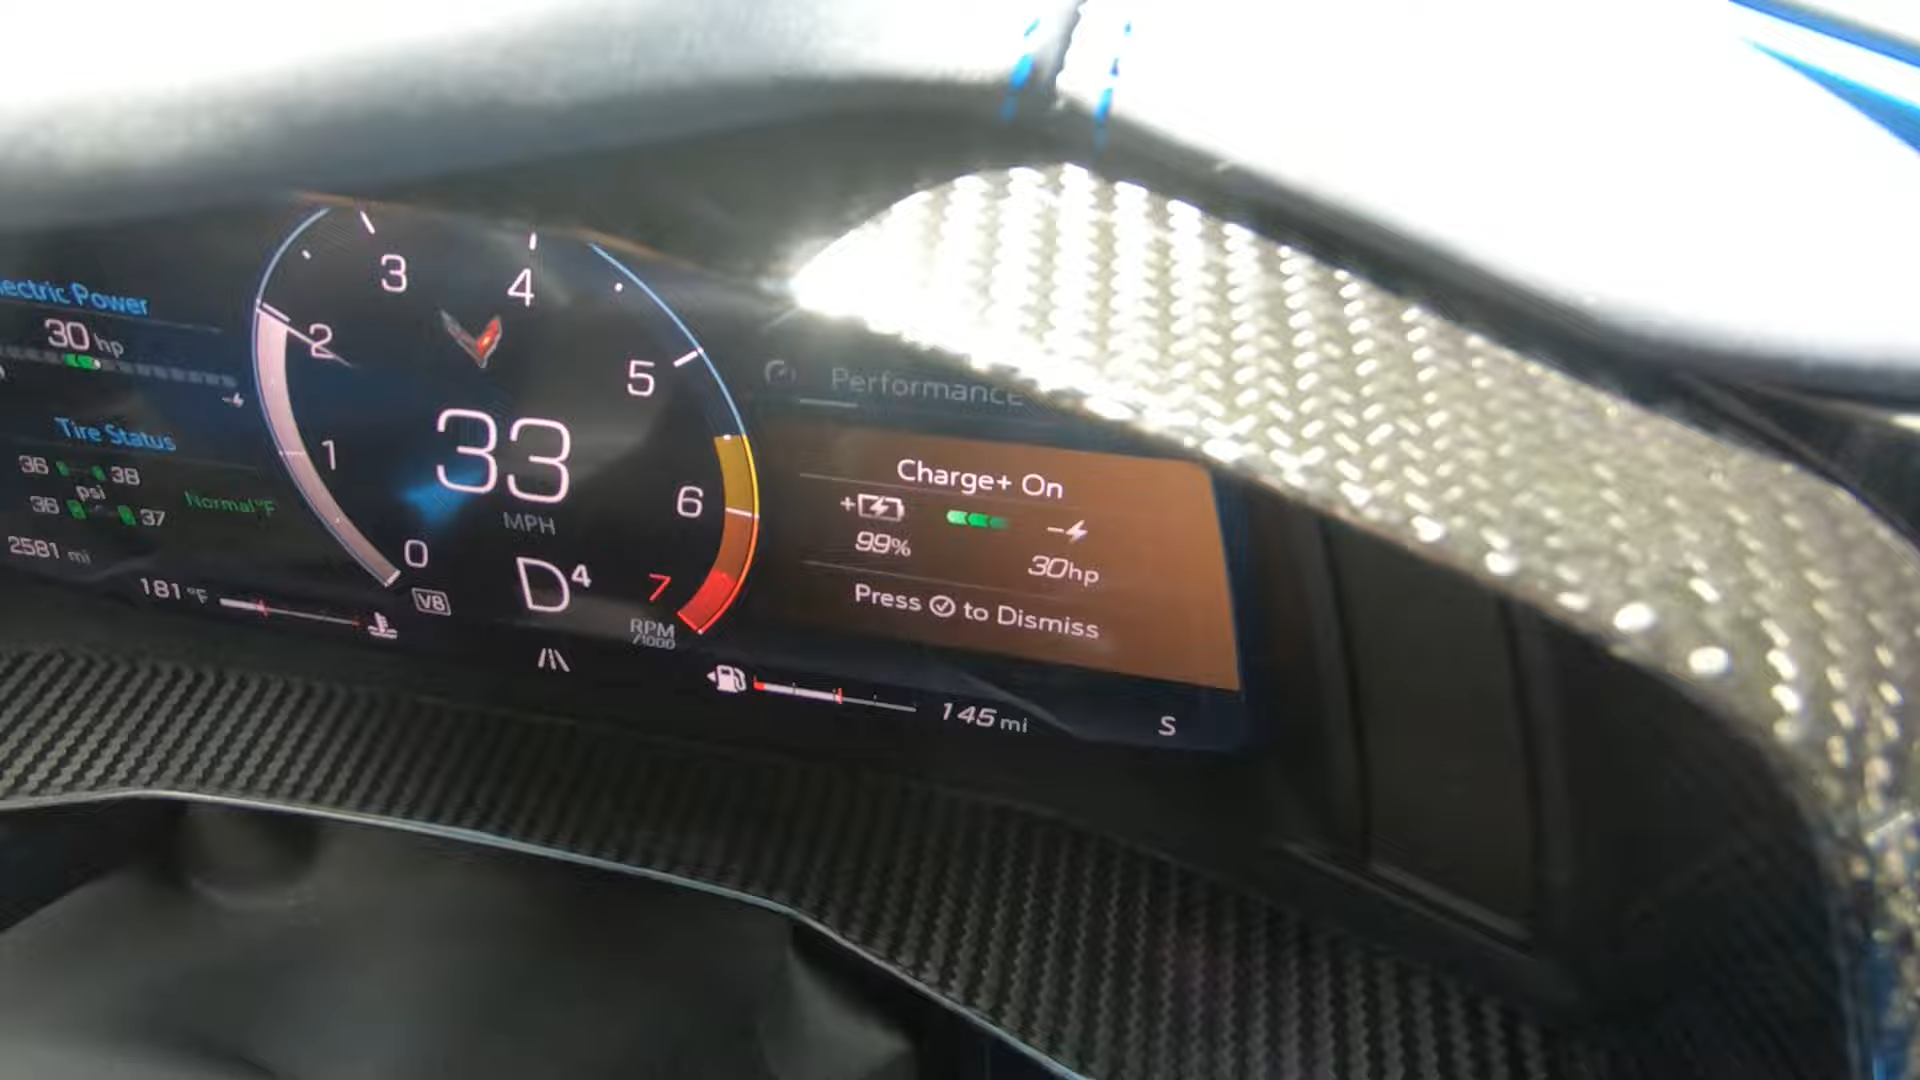 lectric Power
30 hp
Tire Status
36 38
psi
36 37
Normal °F
2581 mi
181 °F
0
1
2
3
4
5
6
7
33
MPH
D4
V8
RPM
/1000
Performance
Charge+ On
99%
30hp
Press to Dismiss
145 mi
S